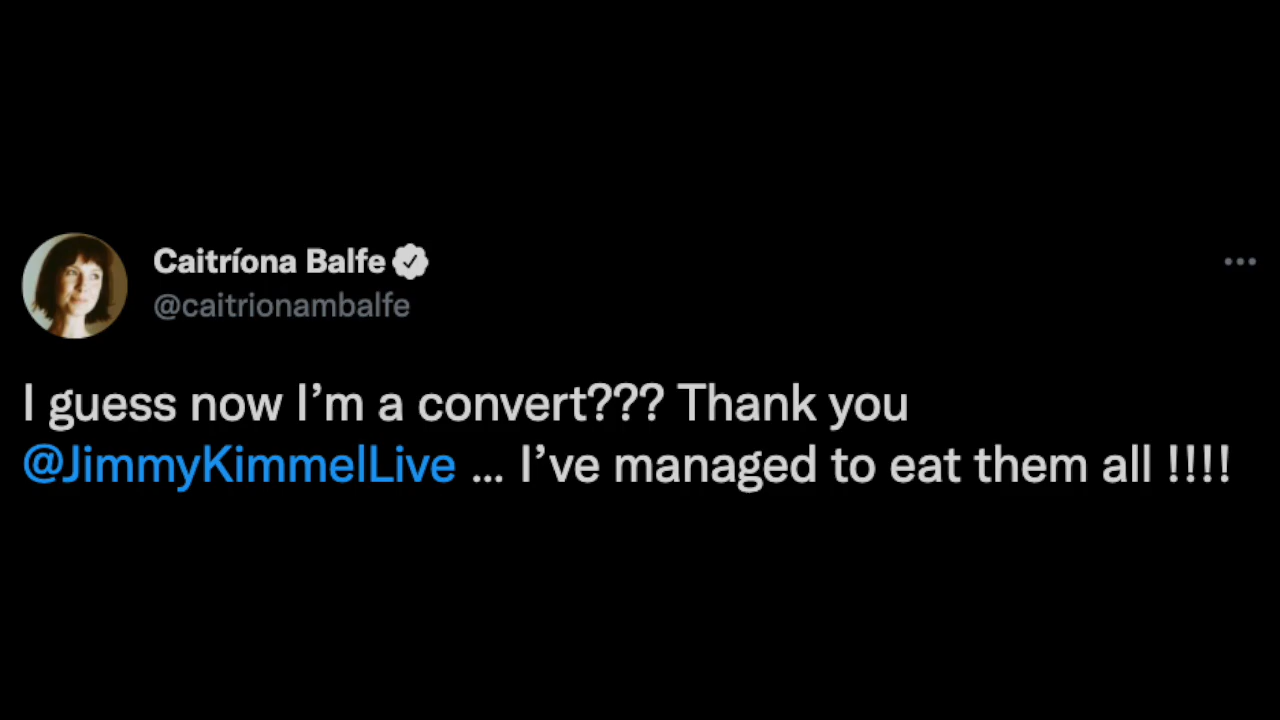 Caitríona Balfe
@caitrionambalfe
I guess now I’m a convert??? Thank you
@JimmyKimmelLive ... I’ve managed to eat them all !!!!